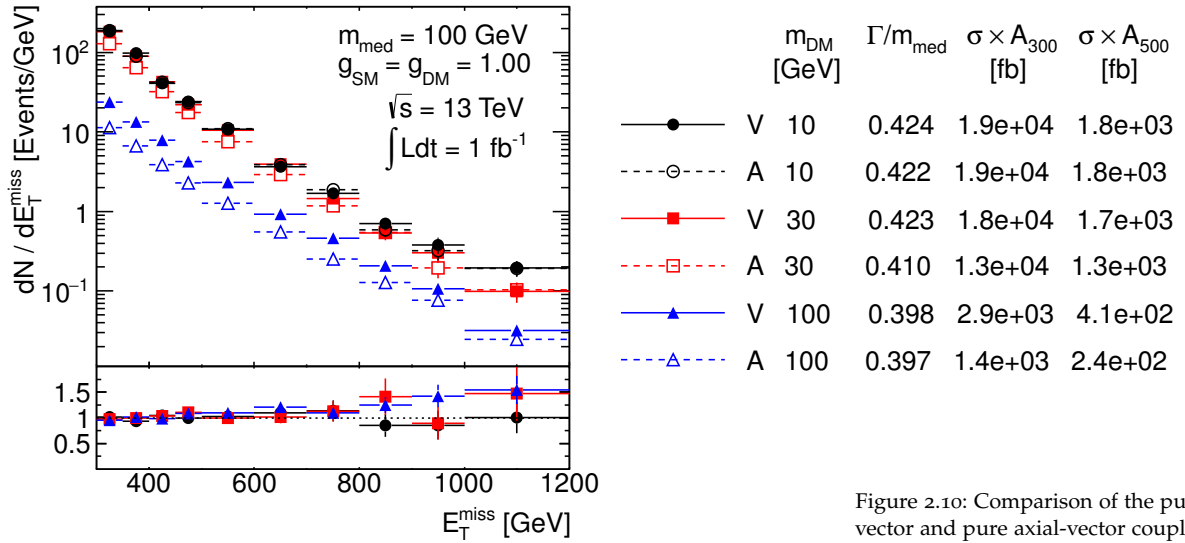 dN / dE_T^miss [Events/GeV]
10²
10
1
10⁻¹
m_med = 100 GeV
g_SM = g_DM = 1.00
√s = 13 TeV
∫Ldt = 1 fb⁻¹
1.5
1
0.5
400 600 800 1000 1200
E_T^miss [GeV]
m_DM Γ/m_med σ × A_300 σ × A_500
[GeV] [fb] [fb]
V 10 0.424 1.9e+04 1.8e+03
A 10 0.422 1.9e+04 1.8e+03
V 30 0.423 1.8e+04 1.7e+03
A 30 0.410 1.3e+04 1.3e+03
V 100 0.398 2.9e+03 4.1e+02
A 100 0.397 1.4e+03 2.4e+02
Figure 2.10: Comparison of the pu
vector and pure axial-vector coupl